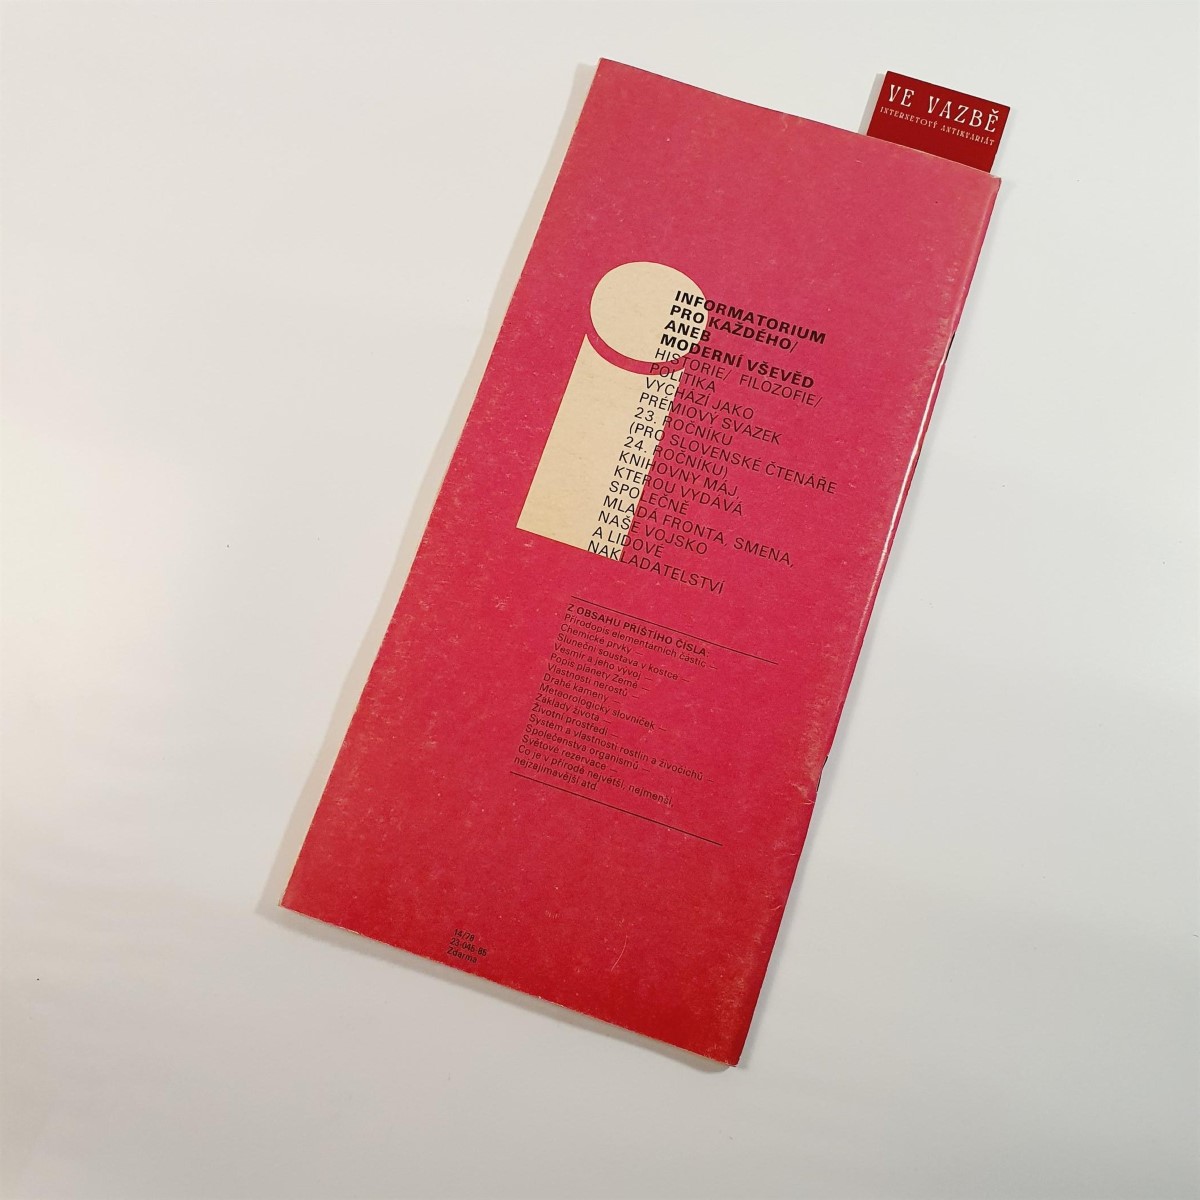 VE VAZBĚ
INTERNETOVÝ ANTIKVARIÁT
INFORMATORIUM
PRO KAŽDÉHO/
ANEB
MODERNÍ VŠEVĚD
HISTORIE/ FILOZOFIE/
POLITIKA
VYCHÁZÍ JAKO
PRÉMIOVÝ SVAZEK
23. ROČNÍKU
(PRO SLOVENSKÉ ČTENÁŘE
24. ROČNÍKU)
KNIHOVNY MÁJ,
KTEROU VYDÁVÁ
SPOLEČNĚ
MLADÁ FRONTA, SMENA,
NAŠE VOJSKO
A LIDOVÉ
NAKLADATELSTVÍ
Z OBSAHU PŘÍŠTÍHO ČÍSLA:
Přírodopis elementárních částic —
Chemické prvky —
Sluneční soustava v kostce —
Vesmír a jeho vývoj —
Popis planety Země —
Vlastnosti nerostů —
Drahé kameny —
Meteorologický slovníček —
Základy života —
Životní prostředí —
Systém a vlastnosti rostlin a živočichů —
Společenstva organismů —
Světové rezervace —
Co je v přírodě největší, nejmenší,
nejzajímavější atd
14/78
23-045-85
Zdarma